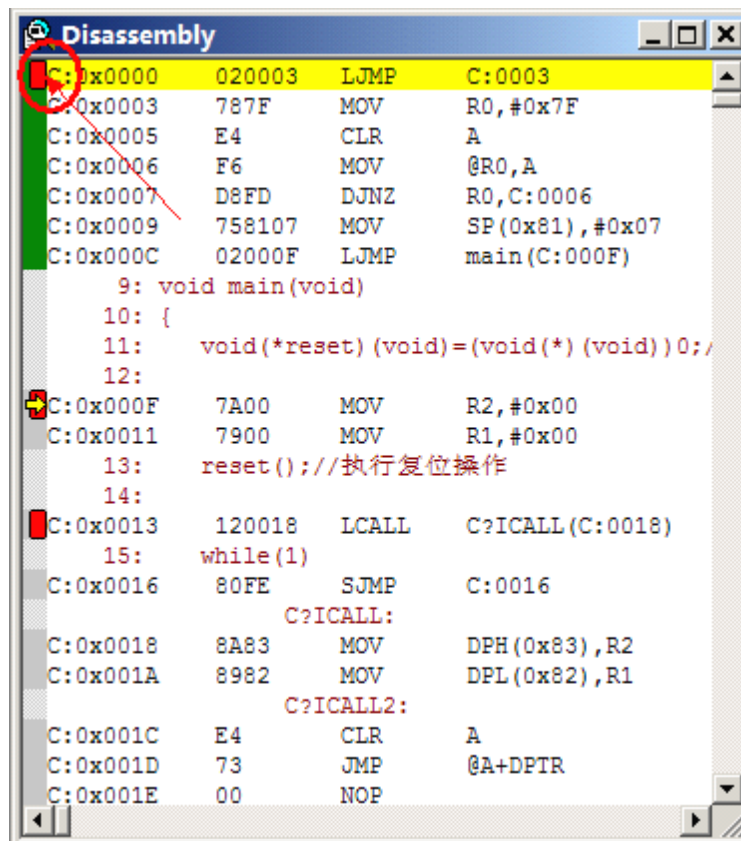 Disassembly
C:0x0000 020003 LJMP C:0003
C:0x0003 787F MOV R0,#0x7F
C:0x0005 E4 CLR A
C:0x0006 F6 MOV @R0,A
C:0x0007 D8FD DJNZ R0,C:0006
C:0x0009 758107 MOV SP(0x81),#0x07
C:0x000C 02000F LJMP main(C:000F)
9: void main(void)
10: {
11: void(*reset)(void)=(void(*)(void))0;/
12:
C:0x000F 7A00 MOV R2,#0x00
C:0x0011 7900 MOV R1,#0x00
13: reset();//执行复位操作
14:
C:0x0013 120018 LCALL C?ICALL(C:0018)
15: while(1)
C:0x0016 80FE SJMP C:0016
C?ICALL:
C:0x0018 8A83 MOV DPH(0x83),R2
C:0x001A 8982 MOV DPL(0x82),R1
C?ICALL2:
C:0x001C E4 CLR A
C:0x001D 73 JMP @A+DPTR
C:0x001E 00 NOP